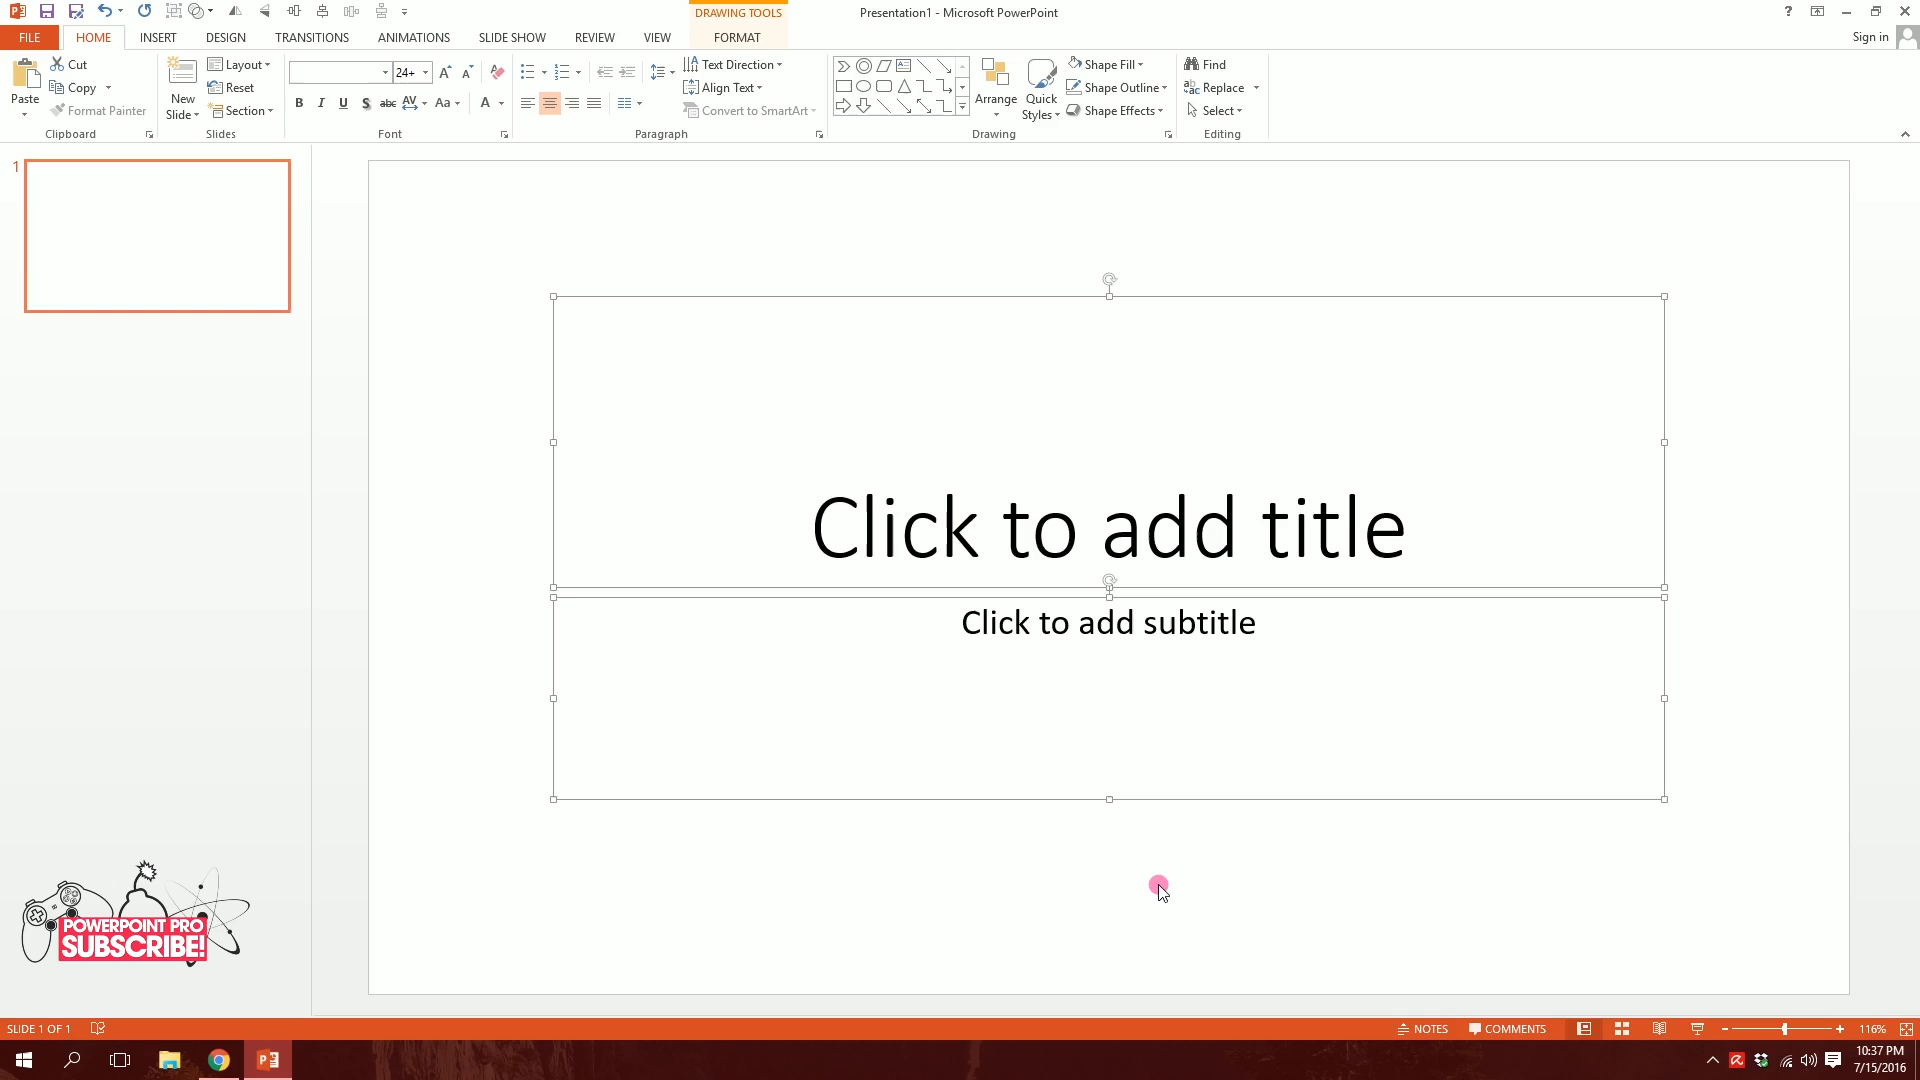 DRAWING TOOLS
Presentation1 - Microsoft PowerPoint
?
FILE
HOME
INSERT
DESIGN
TRANSITIONS
ANIMATIONS
SLIDE SHOW
REVIEW
VIEW
FORMAT
Sign in
Paste
Cut
Copy
Format Painter
Clipboard
New
Slide
Layout
Reset
Section
Slides
24+
B I U S abc AV Aa A
Font
Text Direction
Align Text
Convert to SmartArt
Paragraph
Arrange
Quick
Styles
Shape Fill
Shape Outline
Shape Effects
Drawing
Find
Replace
Select
Editing
1
Click to add title
Click to add subtitle
POWERPOINT PRO
SUBSCRIBE!
SLIDE 1 OF 1
NOTES
COMMENTS
116%
10:37 PM
7/15/2016